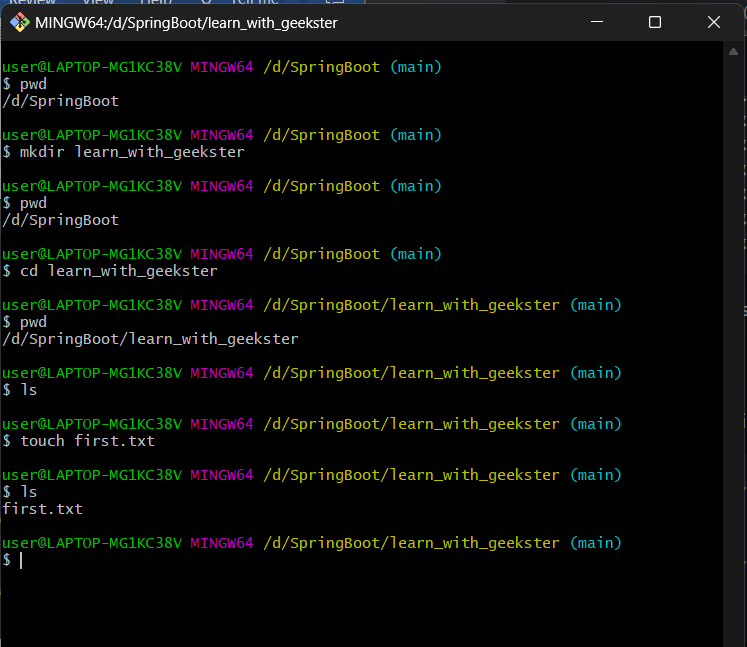 Review View Help
MINGW64:/d/SpringBoot/learn_with_geekster
user@LAPTOP-MG1KC38V MINGW64 /d/SpringBoot (main)
$ pwd
/d/SpringBoot
user@LAPTOP-MG1KC38V MINGW64 /d/SpringBoot (main)
$ mkdir learn_with_geekster
user@LAPTOP-MG1KC38V MINGW64 /d/SpringBoot (main)
$ pwd
/d/SpringBoot
user@LAPTOP-MG1KC38V MINGW64 /d/SpringBoot (main)
$ cd learn_with_geekster
user@LAPTOP-MG1KC38V MINGW64 /d/SpringBoot/learn_with_geekster (main)
$ pwd
/d/SpringBoot/learn_with_geekster
user@LAPTOP-MG1KC38V MINGW64 /d/SpringBoot/learn_with_geekster (main)
$ ls
user@LAPTOP-MG1KC38V MINGW64 /d/SpringBoot/learn_with_geekster (main)
$ touch first.txt
user@LAPTOP-MG1KC38V MINGW64 /d/SpringBoot/learn_with_geekster (main)
$ ls
first.txt
user@LAPTOP-MG1KC38V MINGW64 /d/SpringBoot/learn_with_geekster (main)
$